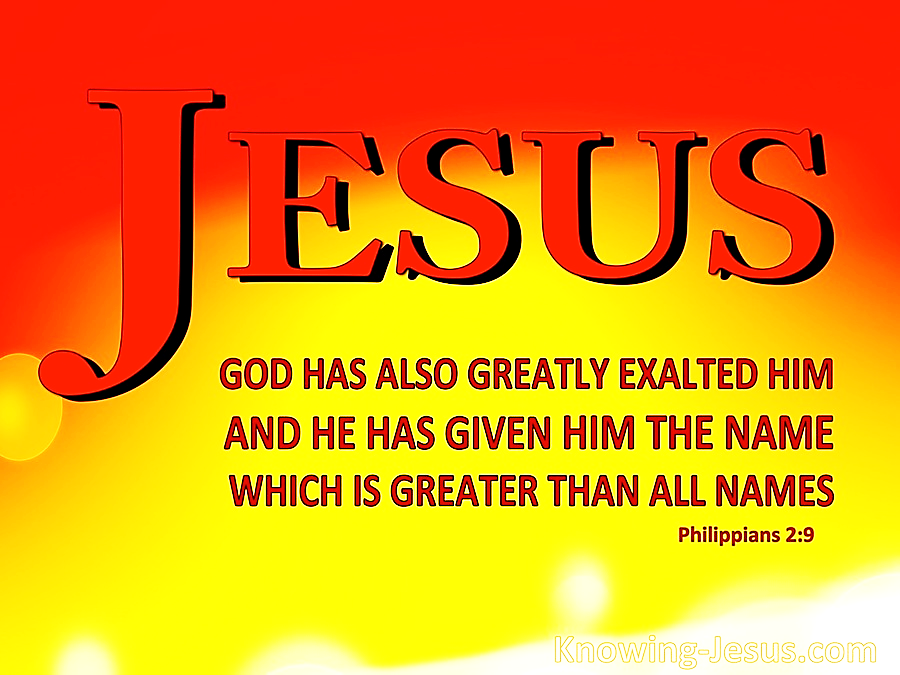 JESUS
GOD HAS ALSO GREATLY EXALTED HIM
AND HE HAS GIVEN HIM THE NAME
WHICH IS GREATER THAN ALL NAMES
Philippians 2:9
Knowing-Jesus.com